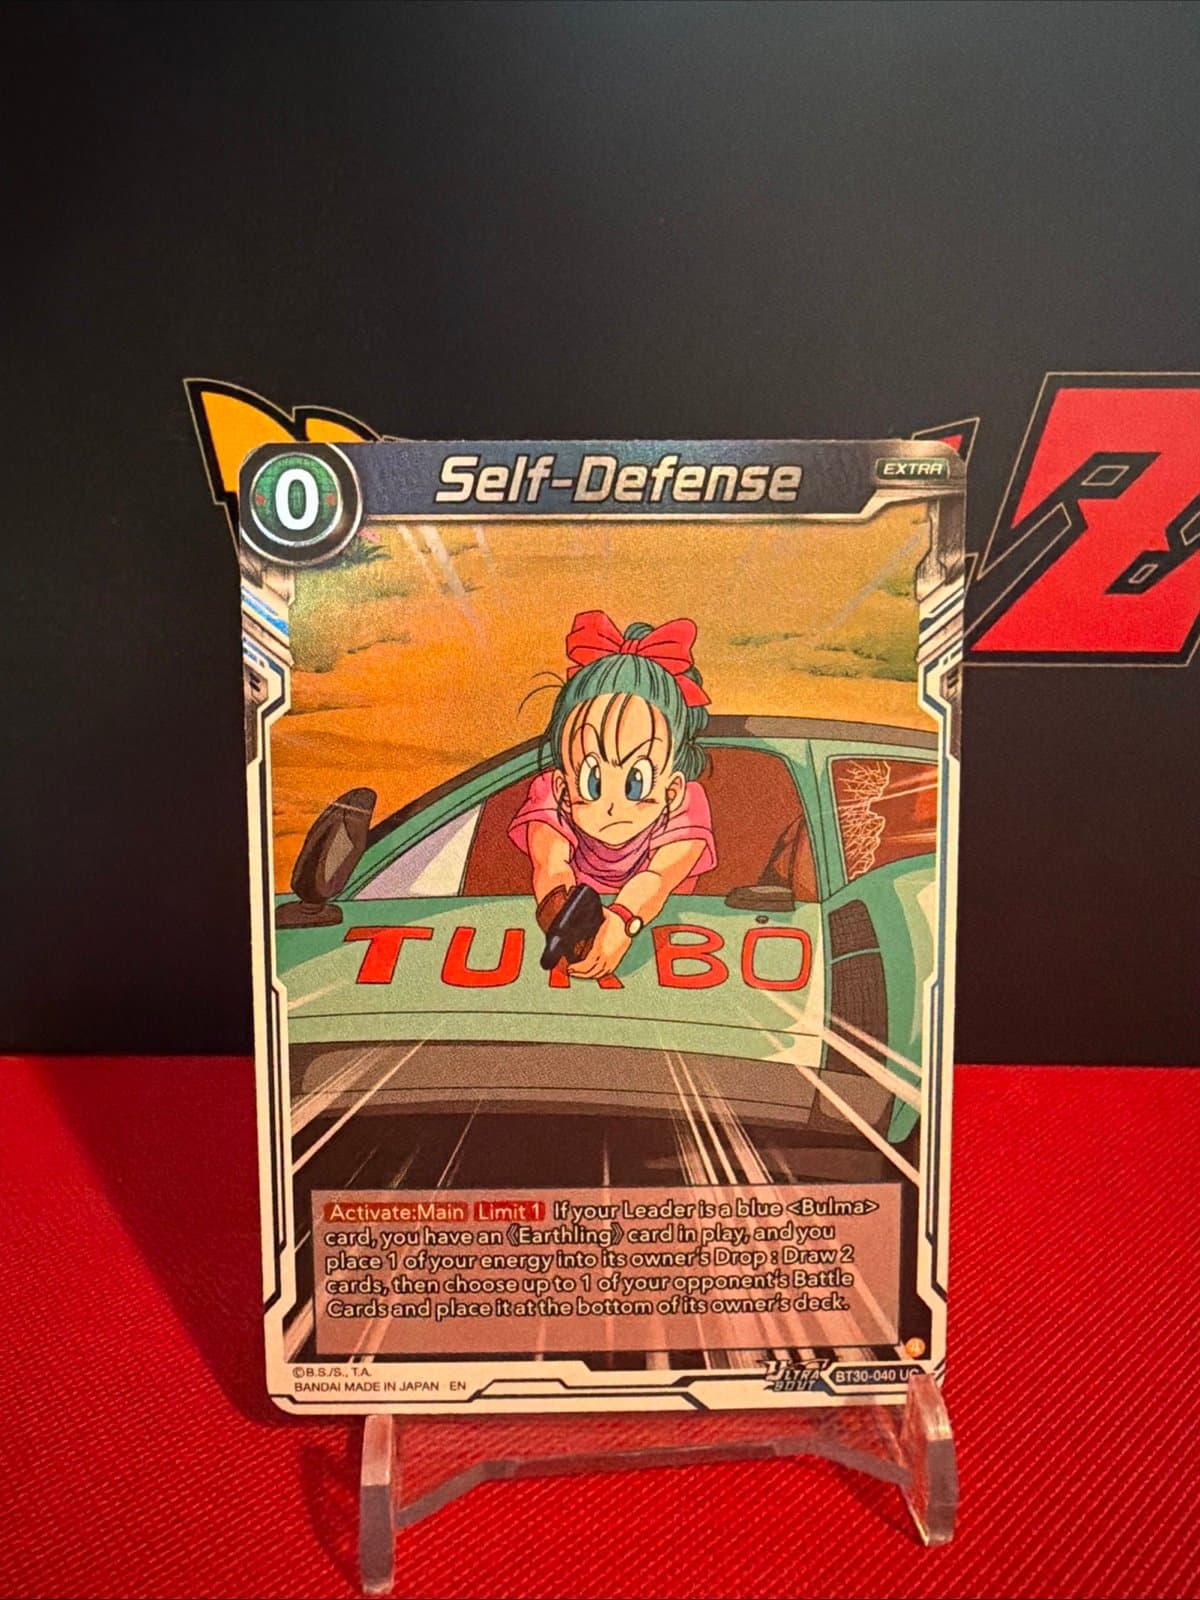 0
Self-Defense
EXTRA
TURBO
Activate:Main Limit 1 If your Leader is a blue <Bulma>
card, you have an 《Earthling》 card in play, and you
place 1 of your energy into its owner's Drop : Draw 2
cards, then choose up to 1 of your opponent's Battle
Cards and place it at the bottom of its owner's deck.
©B.S./S., T.A.
BANDAI MADE IN JAPAN EN
ULTRA
BOUT
BT30-040 UC